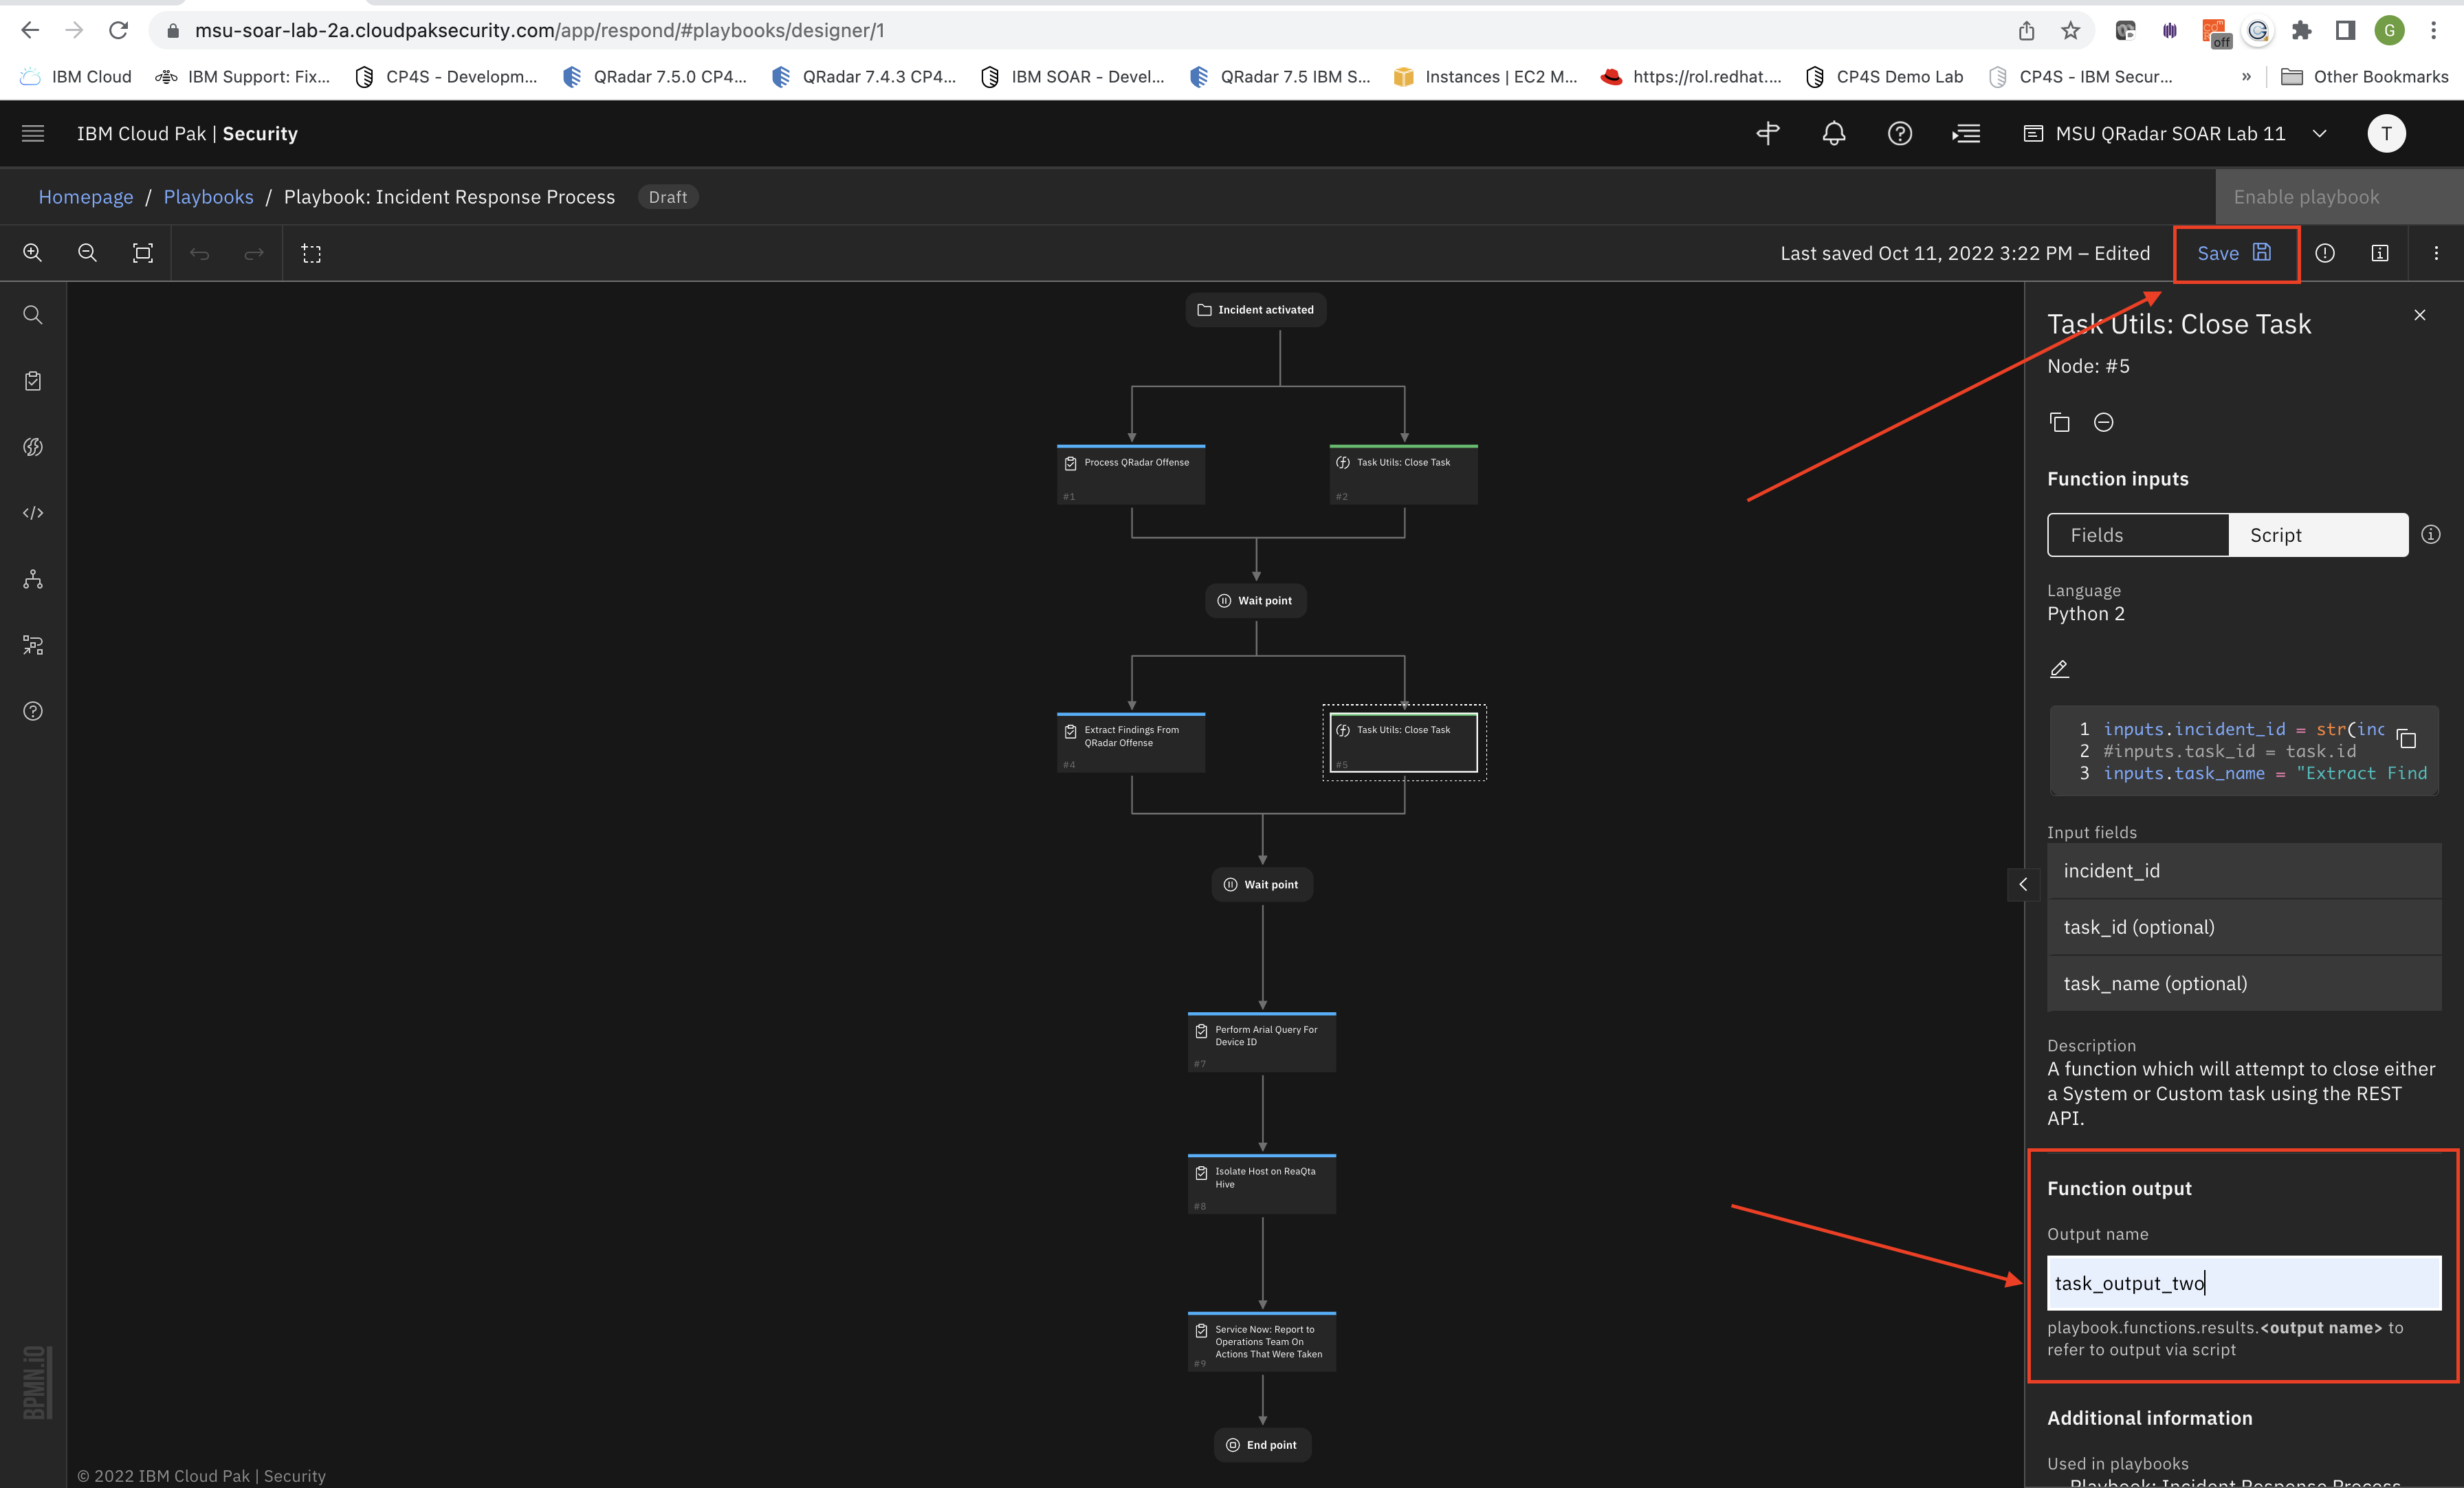 msu-soar-lab-2a.cloudpaksecurity.com/app/respond/#playbooks/designer/1
off
G
IBM Cloud
IBM Support: Fix...
CP4S - Developm...
QRadar 7.5.0 CP4...
QRadar 7.4.3 CP4...
IBM SOAR - Devel...
QRadar 7.5 IBM S...
Instances | EC2 M...
https://rol.redhat....
CP4S Demo Lab
CP4S - IBM Secur...
»
Other Bookmarks
IBM Cloud Pak | Security
MSU QRadar SOAR Lab 11
T
Homepage / Playbooks / Playbook: Incident Response Process
Draft
Enable playbook
Last saved Oct 11, 2022 3:22 PM – Edited
Save
Incident activated
Process QRadar Offense
#1
Task Utils: Close Task
#2
Wait point
Extract Findings From
QRadar Offense
#4
Task Utils: Close Task
#5
Wait point
Perform Arial Query For
Device ID
#7
Isolate Host on ReaQta
Hive
#8
Service Now: Report to
Operations Team On
Actions That Were Taken
#9
End point
BPMN.iO
© 2022 IBM Cloud Pak | Security
Task Utils: Close Task
Node: #5
Function inputs
Fields
Script
Language
Python 2
1 inputs.incident_id = str(inc
2 #inputs.task_id = task.id
3 inputs.task_name = "Extract Find
Input fields
incident_id
task_id (optional)
task_name (optional)
Description
A function which will attempt to close either
a System or Custom task using the REST
API.
Function output
Output name
task_output_two
playbook.functions.results.<output name> to
refer to output via script
Additional information
Used in playbooks
Playbook: Incident Response Process